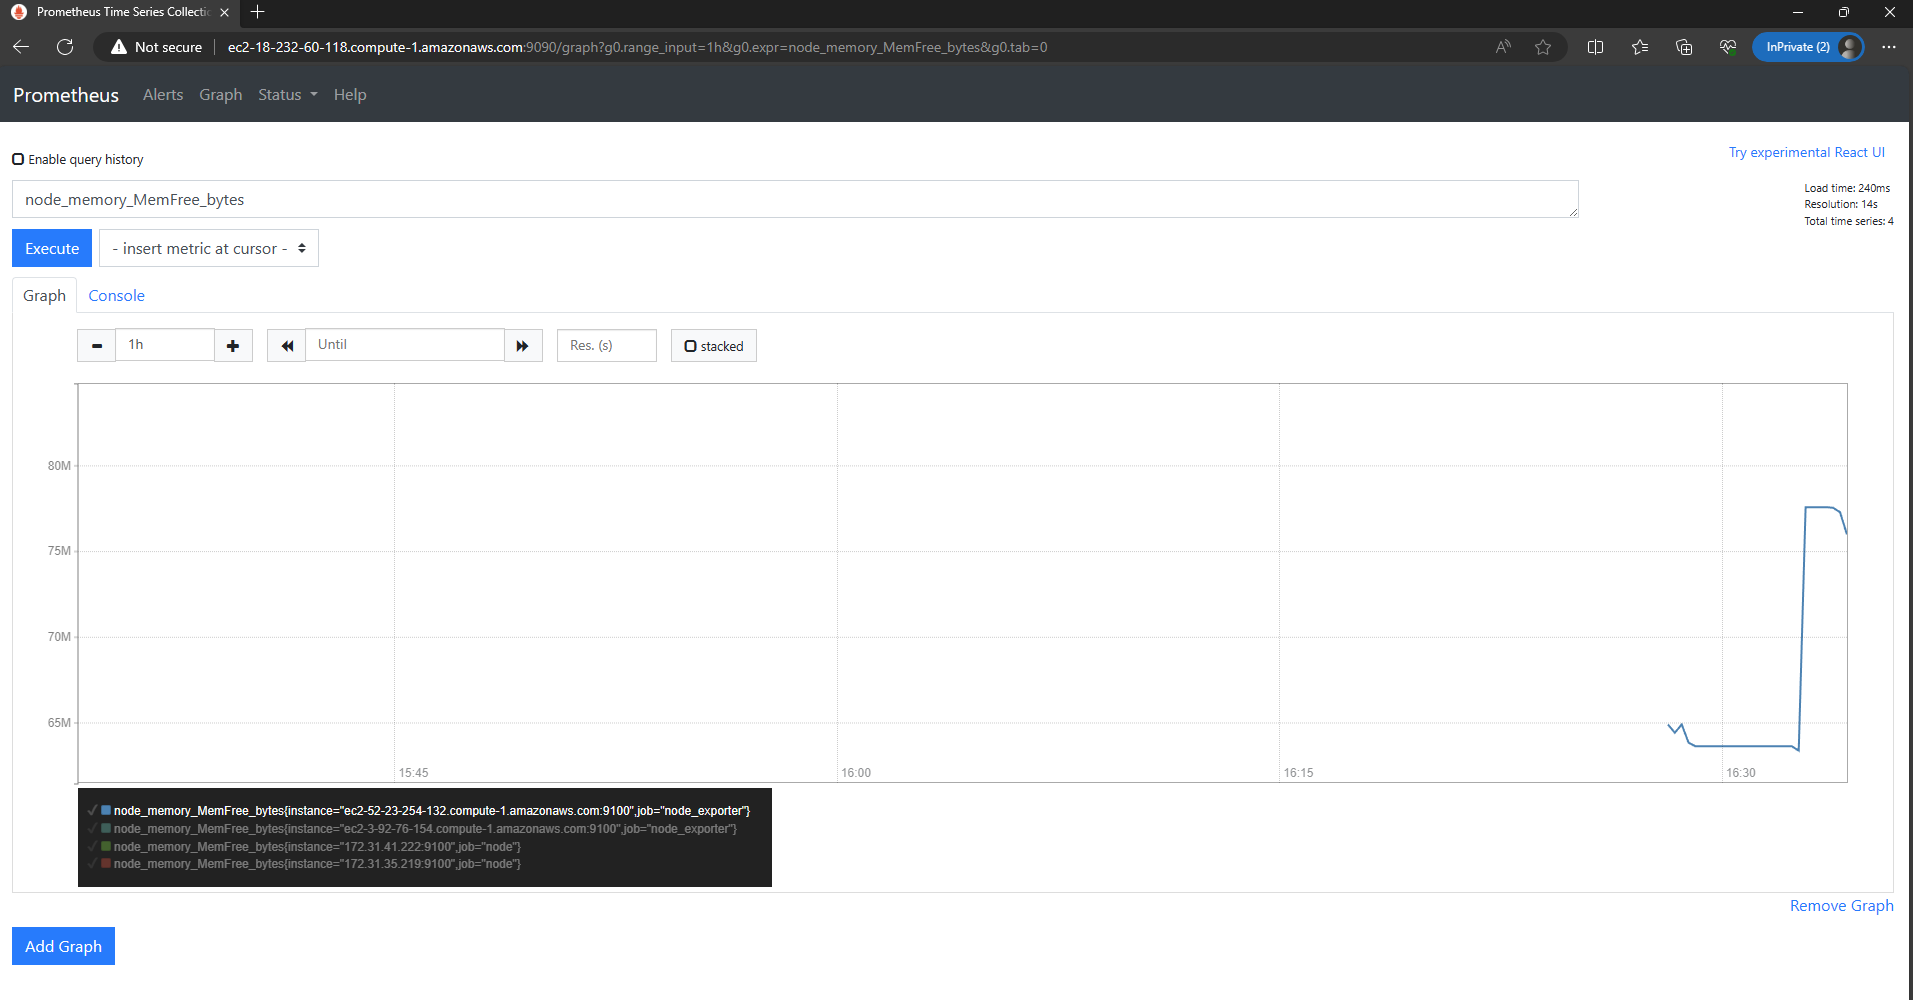 Prometheus Time Series Collectic
Not secure ec2-18-232-60-118.compute-1.amazonaws.com:9090/graph?g0.range_input=1h&g0.expr=node_memory_MemFree_bytes&g0.tab=0 A InPrivate (2)
Prometheus Alerts Graph Status Help
Enable query history
Try experimental React UI
node_memory_MemFree_bytes
Load time: 240ms
Resolution: 14s
Total time series: 4
Execute - insert metric at cursor -
Graph Console
1h Until Res. (s) stacked
80M
75M
70M
65M
15:45 16:00 16:15 16:30
node_memory_MemFree_bytes{instance="ec2-52-23-254-132.compute-1.amazonaws.com:9100",job="node_exporter"}
node_memory_MemFree_bytes{instance="ec2-3-92-76-154.compute-1.amazonaws.com:9100",job="node_exporter"}
node_memory_MemFree_bytes{instance="172.31.41.222:9100",job="node"}
node_memory_MemFree_bytes{instance="172.31.35.219:9100",job="node"}
Remove Graph
Add Graph